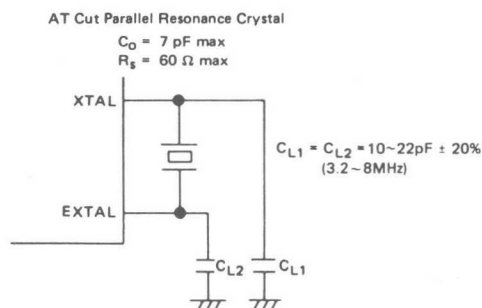 AT Cut Parallel Resonance Crystal
C₀ = 7 pF max
Rₛ = 60 Ω max
XTAL
C_L1 = C_L2 = 10~22pF ± 20%
(3.2~8MHz)
EXTAL
C_L2
C_L1